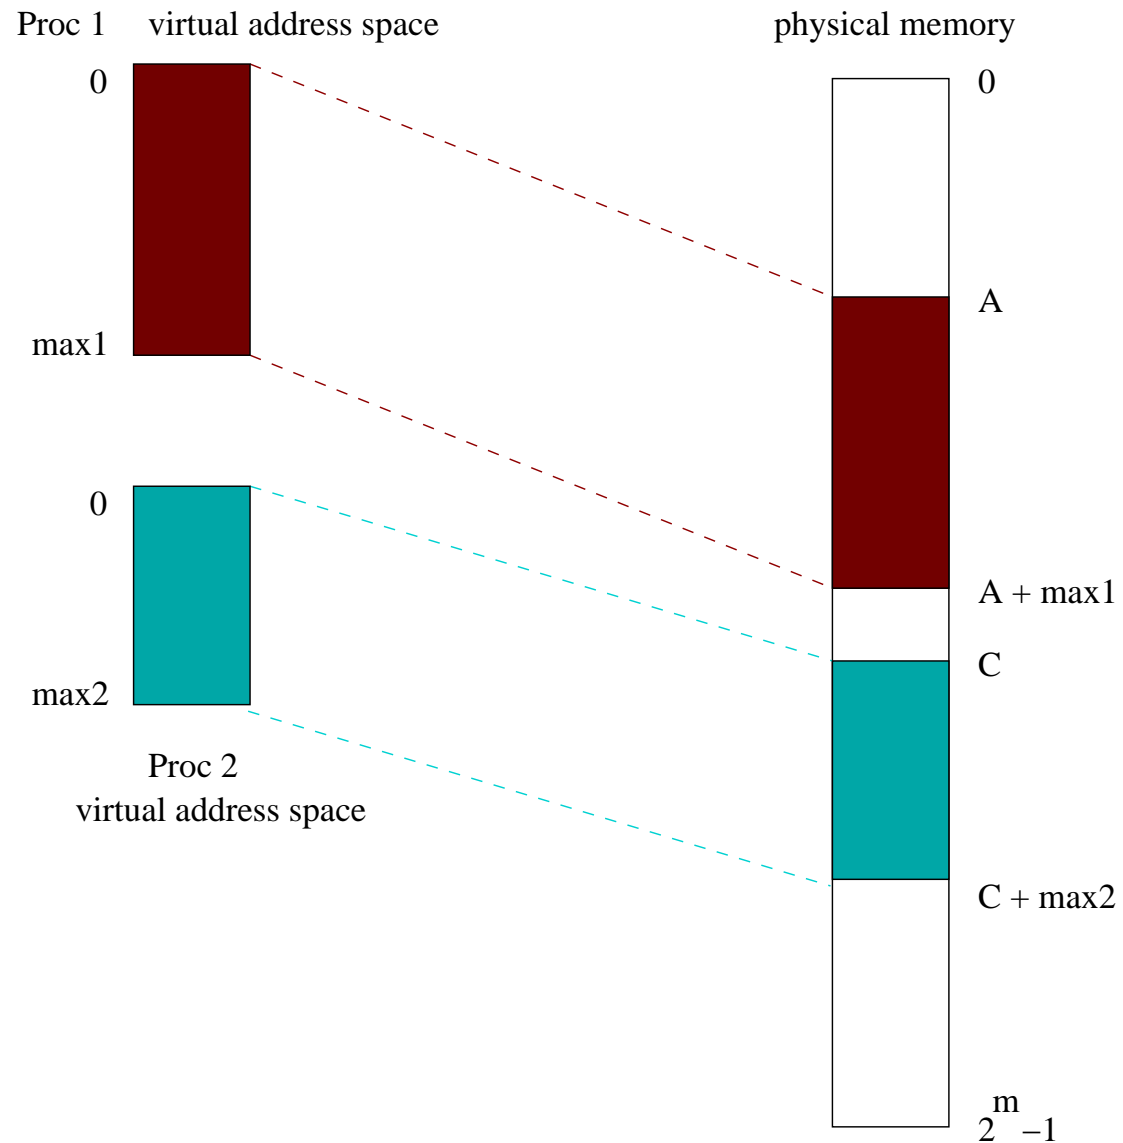 Proc 1 virtual address space
physical memory
0
max1
0
max2
Proc 2
virtual address space
0
A
A + max1
C
C + max2
m
2 −1